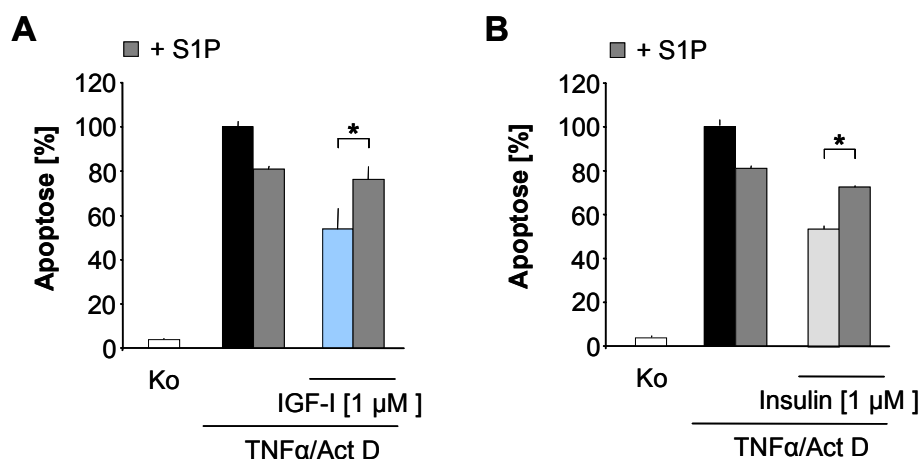 A
+ S1P
Apoptose [%]
120
100
80
60
40
20
0
*
Ko
IGF-I [1 µM ]
TNFα/Act D
B
+ S1P
Apoptose [%]
120
100
80
60
40
20
0
*
Ko
Insulin [1 µM ]
TNFα/Act D